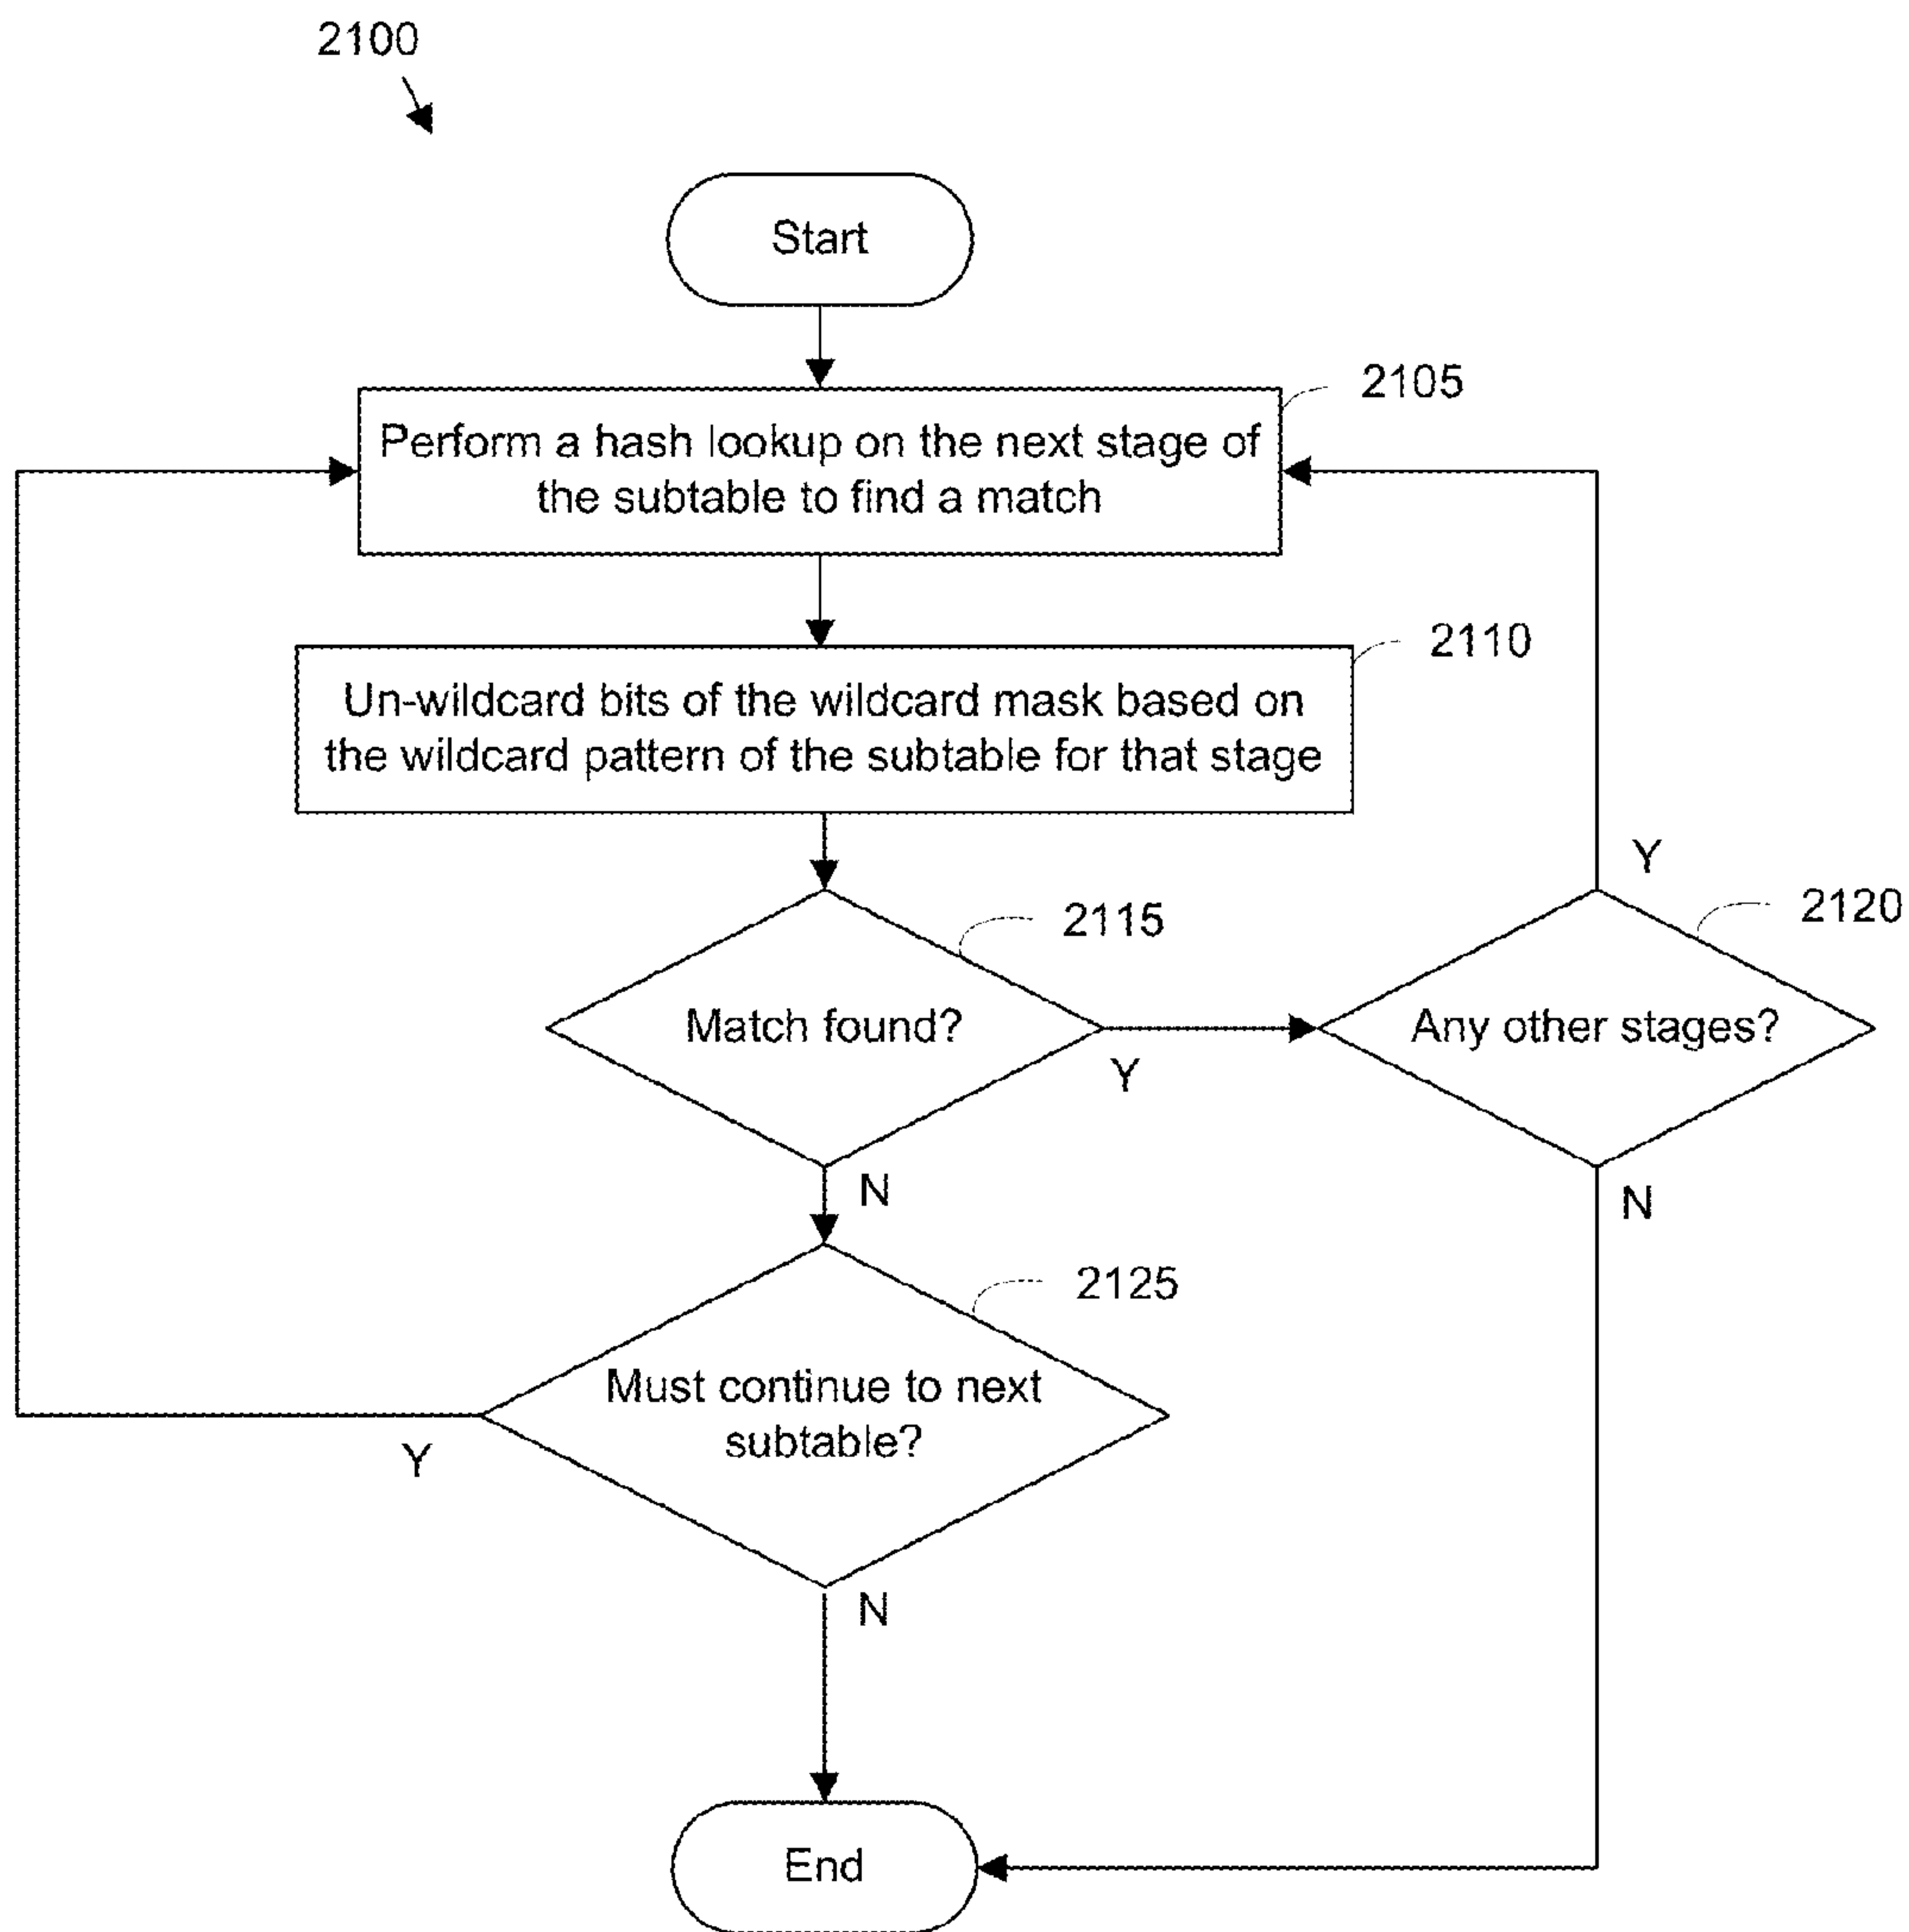 2100
Start
2105
Perform a hash lookup on the next stage of
the subtable to find a match
2110
Un-wildcard bits of the wildcard mask based on
the wildcard pattern of the subtable for that stage
Y
2115
2120
Match found?
Any other stages?
Y
N
N
2125
Must continue to next
subtable?
Y
N
End